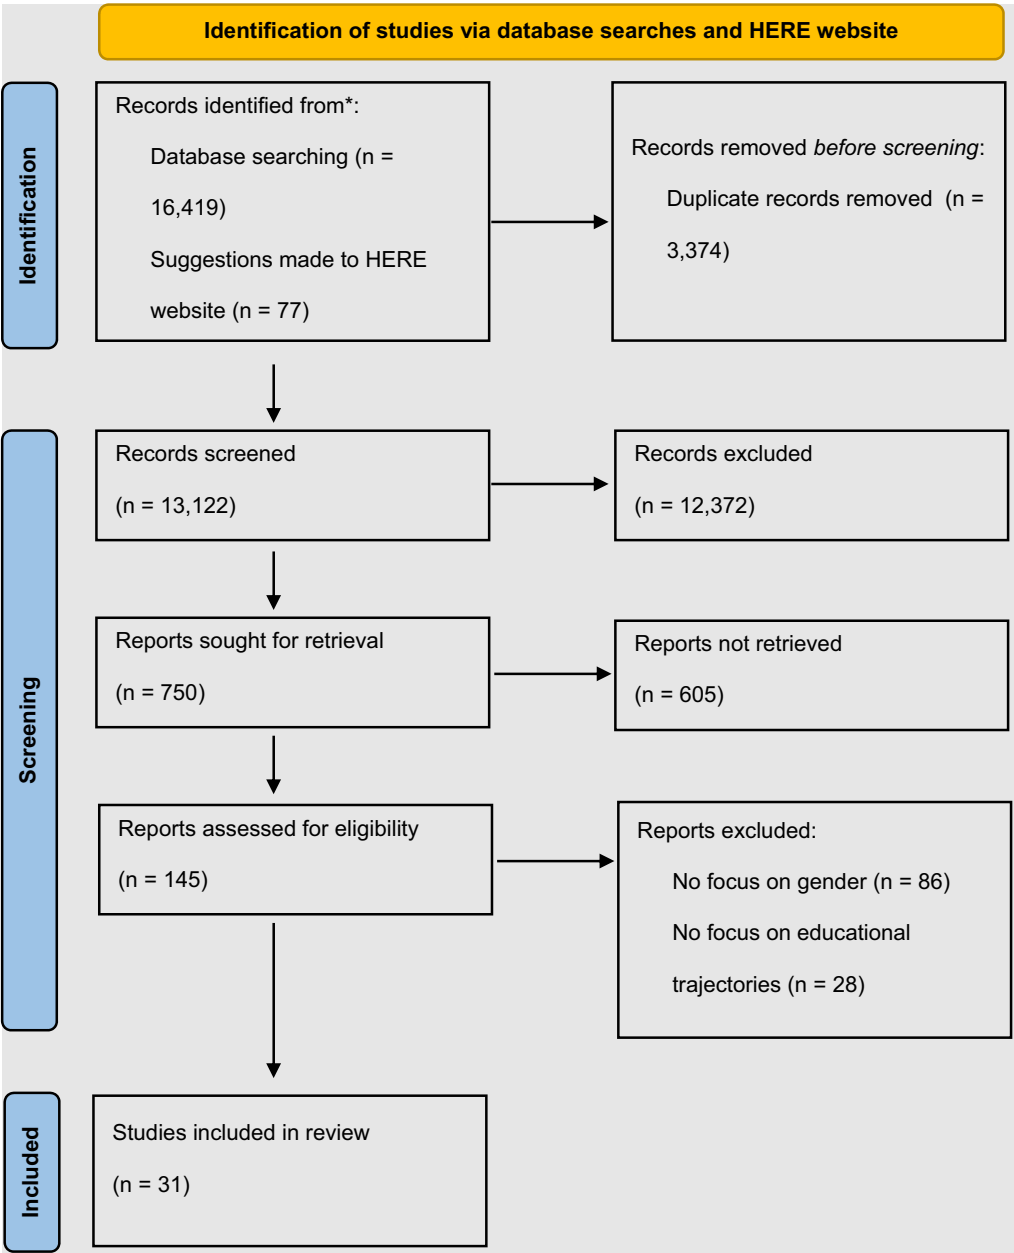 Identification of studies via database searches and HERE website
Identification
Records identified from*:
Database searching (n =
16,419)
Suggestions made to HERE
website (n = 77)
Records removed before screening:
Duplicate records removed  (n =
3,374)
Screening
Records screened
(n = 13,122)
Records excluded
(n = 12,372)
Reports sought for retrieval
(n = 750)
Reports not retrieved
(n = 605)
Reports assessed for eligibility
(n = 145)
Reports excluded:
No focus on gender (n = 86)
No focus on educational
trajectories (n = 28)
Included
Studies included in review
(n = 31)